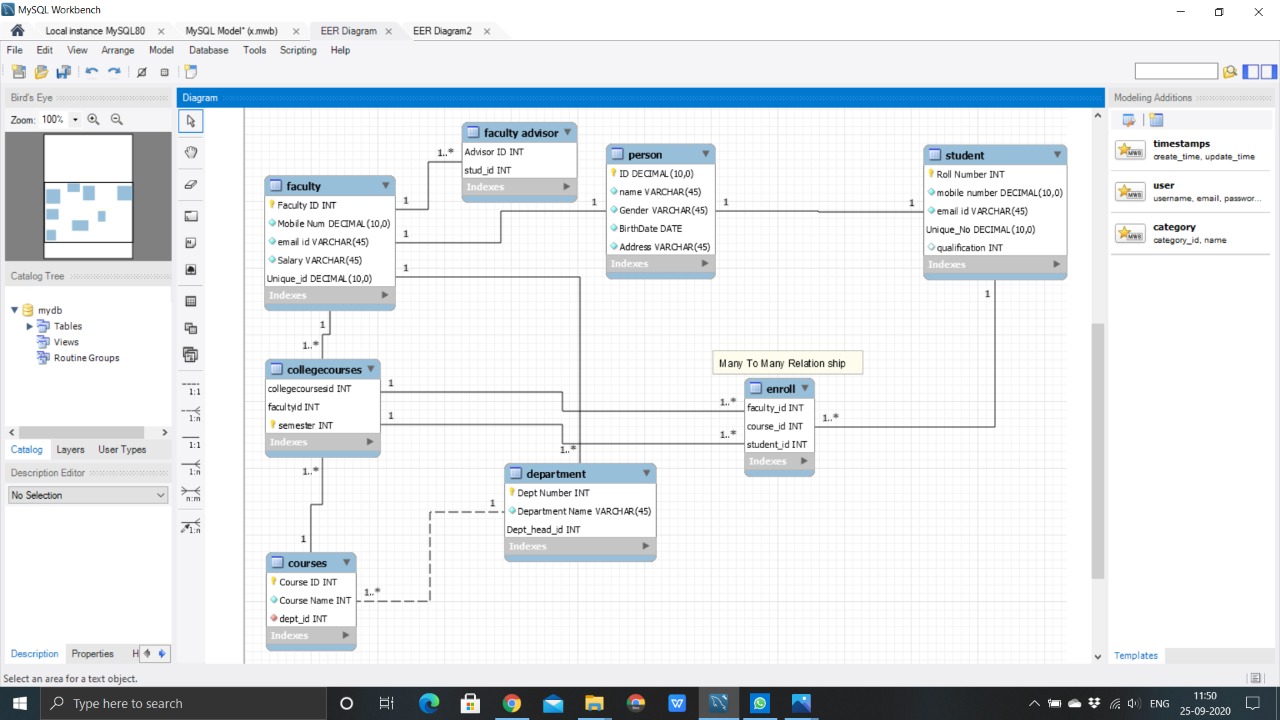 MySQL Workbench
Local instance MySQL80
MySQL Model* (x.mwb)
EER Diagram
EER Diagram2
File Edit View Arrange Model Database Tools Scripting Help
Bird's Eye
Zoom: 100%
Catalog Tree
mydb
Tables
Views
Routine Groups
Catalog Layers User Types
Description Editor
No Selection
Description Properties H
Select an area for a text object.
1:1
1:n
1:1
1:n
n:m
1:n
Diagram
faculty advisor
Advisor ID INT
stud_id INT
Indexes
faculty
Faculty ID INT
Mobile Num DECIMAL(10,0)
email id VARCHAR(45)
Salary VARCHAR(45)
Unique_id DECIMAL(10,0)
Indexes
person
ID DECIMAL(10,0)
name VARCHAR(45)
Gender VARCHAR(45)
BirthDate DATE
Address VARCHAR(45)
Indexes
student
Roll Number INT
mobile number DECIMAL(10,0)
email id VARCHAR(45)
Unique_No DECIMAL(10,0)
qualification INT
Indexes
1..*
1
1
1
1
1
1
1
1
1..*
collegecourses
collegecoursesid INT
facultyid INT
semester INT
Indexes
1
1
Many To Many Relation ship
enroll
faculty_id INT
course_id INT
student_id INT
Indexes
1..*
1..*
1..*
1..*
department
Dept Number INT
Department Name VARCHAR(45)
Dept_head_id INT
Indexes
1..*
1
1
courses
Course ID INT
Course Name INT
dept_id INT
Indexes
1..*
Modeling Additions
timestamps
create_time, update_time
user
username, email, passwor...
category
category_id, name
MWB
MWB
MWB
Templates
Type here to search
ENG
11:50
25-09-2020